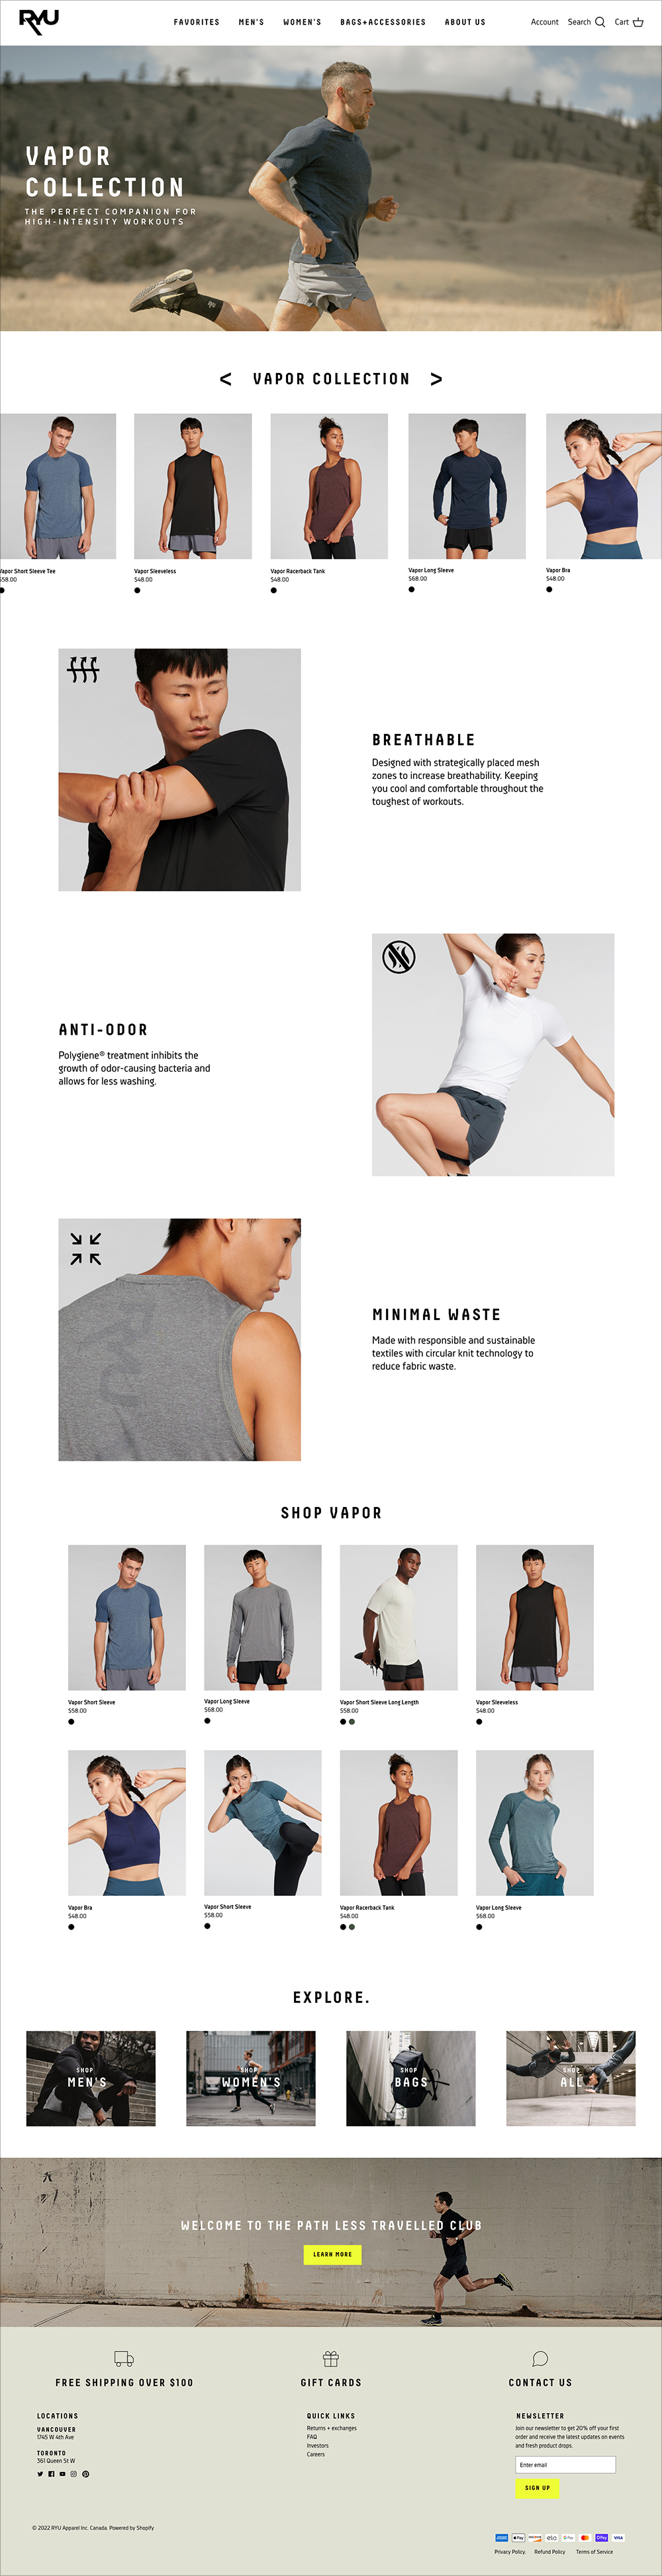 RYU
FAVORITES MEN'S WOMEN'S BAGS+ACCESSORIES ABOUT US Account Search Cart
VAPOR
COLLECTION
THE PERFECT COMPANION FOR
HIGH-INTENSITY WORKOUTS
< VAPOR COLLECTION >
Vapor Short Sleeve Tee
$58.00
Vapor Sleeveless
$48.00
Vapor Racerback Tank
$48.00
Vapor Long Sleeve
$68.00
Vapor Bra
$48.00
BREATHABLE
Designed with strategically placed mesh
zones to increase breathability. Keeping
you cool and comfortable throughout the
toughest of workouts.
ANTI-ODOR
Polygiene® treatment inhibits the
growth of odor-causing bacteria and
allows for less washing.
MINIMAL WASTE
Made with responsible and sustainable
textiles with circular knit technology to
reduce fabric waste.
SHOP VAPOR
Vapor Short Sleeve
$58.00
Vapor Long Sleeve
$68.00
Vapor Short Sleeve Long Length
$58.00
Vapor Sleeveless
$48.00
Vapor Bra
$48.00
Vapor Short Sleeve
$58.00
Vapor Racerback Tank
$48.00
Vapor Long Sleeve
$68.00
EXPLORE.
SHOP
MEN'S
SHOP
WOMEN'S
SHOP
BAGS
SHOP
ALL
WELCOME TO THE PATH LESS TRAVELLED CLUB
LEARN MORE
FREE SHIPPING OVER $100
GIFT CARDS
CONTACT US
LOCATIONS
VANCOUVER
1745 W 4th Ave
TORONTO
361 Queen St W
QUICK LINKS
Returns + exchanges
FAQ
Investors
Careers
NEWSLETTER
Join our newsletter to get 20% off your first
order and receive the latest updates on events
and fresh product drops.
Enter email
SIGN UP
© 2022 RYU Apparel Inc. Canada. Powered by Shopify
Privacy Policy. Refund Policy Terms of Service